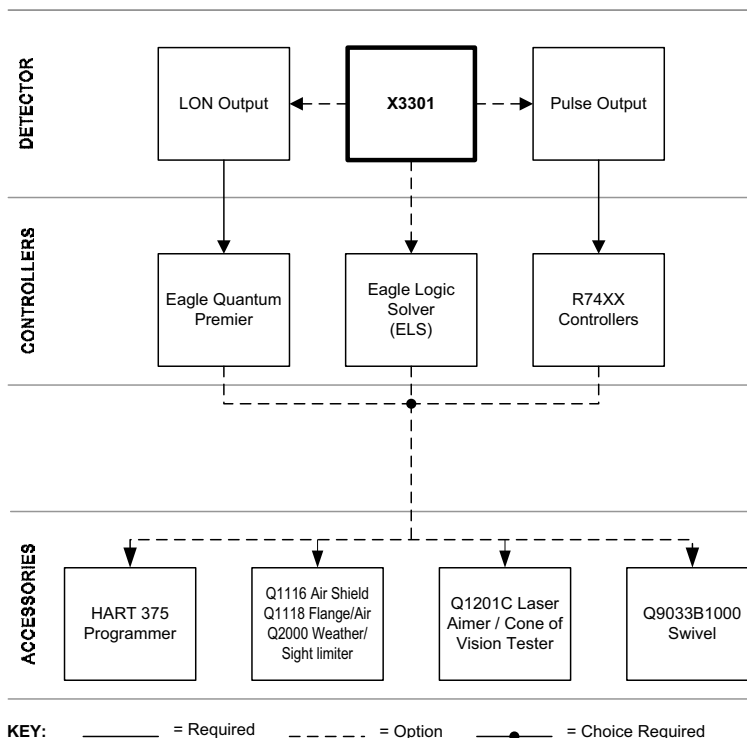 DETECTOR
LON Output
X3301
Pulse Output
CONTROLLERS
Eagle Quantum
Premier
Eagle Logic
Solver
(ELS)
R74XX
Controllers
ACCESSORIES
HART 375
Programmer
Q1116 Air Shield
Q1118 Flange/Air
Q2000 Weather/
Sight limiter
Q1201C Laser
Aimer / Cone of
Vision Tester
Q9033B1000
Swivel
KEY: = Required = Option = Choice Required